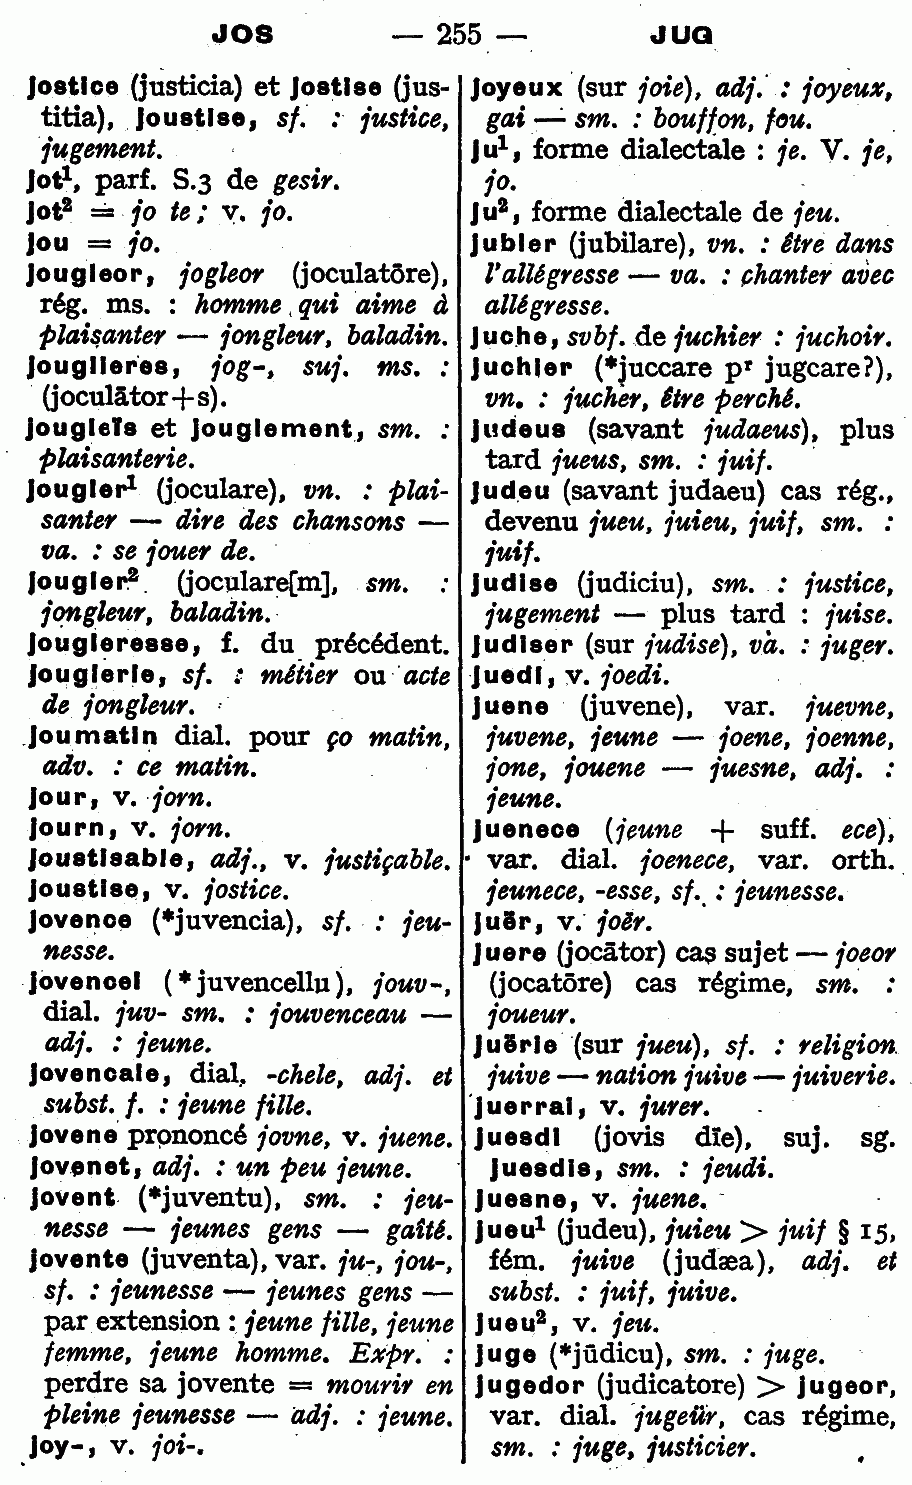 JOS — 255 — JUG
jostice (justicia) et jostise (jus-
titia), joustise, sf. : justice,
jugement.
jot¹, parf. S.3 de gesir.
jot² = jo te; v. jo.
jou = jo.
jougleor, jogleor (joculatōre),
rég. ms. : homme qui aime à
plaisanter — jongleur, baladin.
jouglieres, jog-, suj. ms. :
(joculātor+s).
jougleïs et jouglement, sm. :
plaisanterie.
jougler¹ (joculare), vn. : plai-
santer — dire des chansons —
va. : se jouer de.
jougler² (joculare[m], sm. :
jongleur, baladin.
jougleresse, f. du précédent.
jouglerie, sf. : métier ou acte
de jongleur.
joumatin dial. pour ço matin,
adv. : ce matin.
jour, v. jorn.
journ, v. jorn.
joustisable, adj., v. justiçable.
joustise, v. jostice.
jovence (*juvencia), sf. : jeu-
nesse.
jovencel (*juvencellu), jouv-,
dial. juv- sm. : jouvenceau —
adj. : jeune.
jovencele, dial. -chele, adj. et
subst. f. : jeune fille.
jovene prononcé jovne, v. juene.
jovenet, adj. : un peu jeune.
jovent (*juventu), sm. : jeu-
nesse — jeunes gens — gaîté.
jovente (juventa), var. ju-, jou-,
sf. : jeunesse — jeunes gens —
par extension : jeune fille, jeune
femme, jeune homme. Expr. :
perdre sa jovente = mourir en
pleine jeunesse — adj. : jeune.
joy-, v. joi-.
joyeux (sur joie), adj. : joyeux,
gai — sm. : bouffon, fou.
ju¹, forme dialectale : je. V. je,
jo.
ju², forme dialectale de jeu.
jubler (jubilare), vn. : être dans
l'allégresse — va. : chanter avec
allégresse.
juche, svbf. de juchier : juchoir.
juchier (*juccare pʳ jugcare?),
vn. : jucher, être perché.
judeus (savant judaeus), plus
tard jueus, sm. : juif.
judeu (savant judaeu) cas rég.,
devenu jueu, juieu, juif, sm. :
juif.
judise (judiciu), sm. : justice,
jugement — plus tard : juise.
judiser (sur judise), va. : juger.
juedi, v. joedi.
juene (juvene), var. juevne,
juvene, jeune — joene, joenne,
jone, jouene — juesne, adj. :
jeune.
juenece (jeune + suff. ece),
var. dial. joenece, var. orth.
jeunece, -esse, sf. : jeunesse.
juër, v. joër.
juere (jocātor) cas sujet — joeor
(jocatōre) cas régime, sm. :
joueur.
juërie (sur jueu), sf. : religion
juive — nation juive — juiverie.
juerrai, v. jurer.
juesdi (jovis dīe), suj. sg.
juesdis, sm. : jeudi.
juesne, v. juene.
jueu¹ (judeu), juieu > juif § 15,
fém. juive (judæa), adj. et
subst. : juif, juive.
jueu², v. jeu.
juge (*jūdicu), sm. : juge.
jugedor (judicatore) > jugeor,
var. dial. jugeür, cas régime,
sm. : juge, justicier.